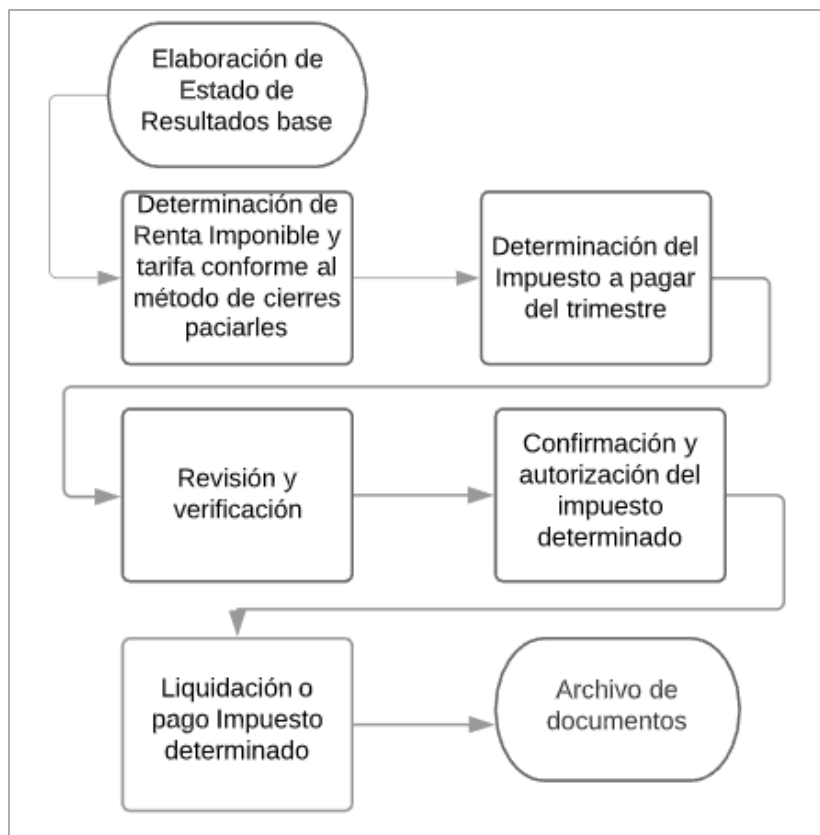 Elaboración de
Estado de
Resultados base
Determinación de
Renta Imponible y
tarifa conforme al
método de cierres
paciarles
Determinación del
Impuesto a pagar
del trimestre
Revisión y
verificación
Confirmación y
autorización del
impuesto
determinado
Liquidación o
pago Impuesto
determinado
Archivo de
documentos